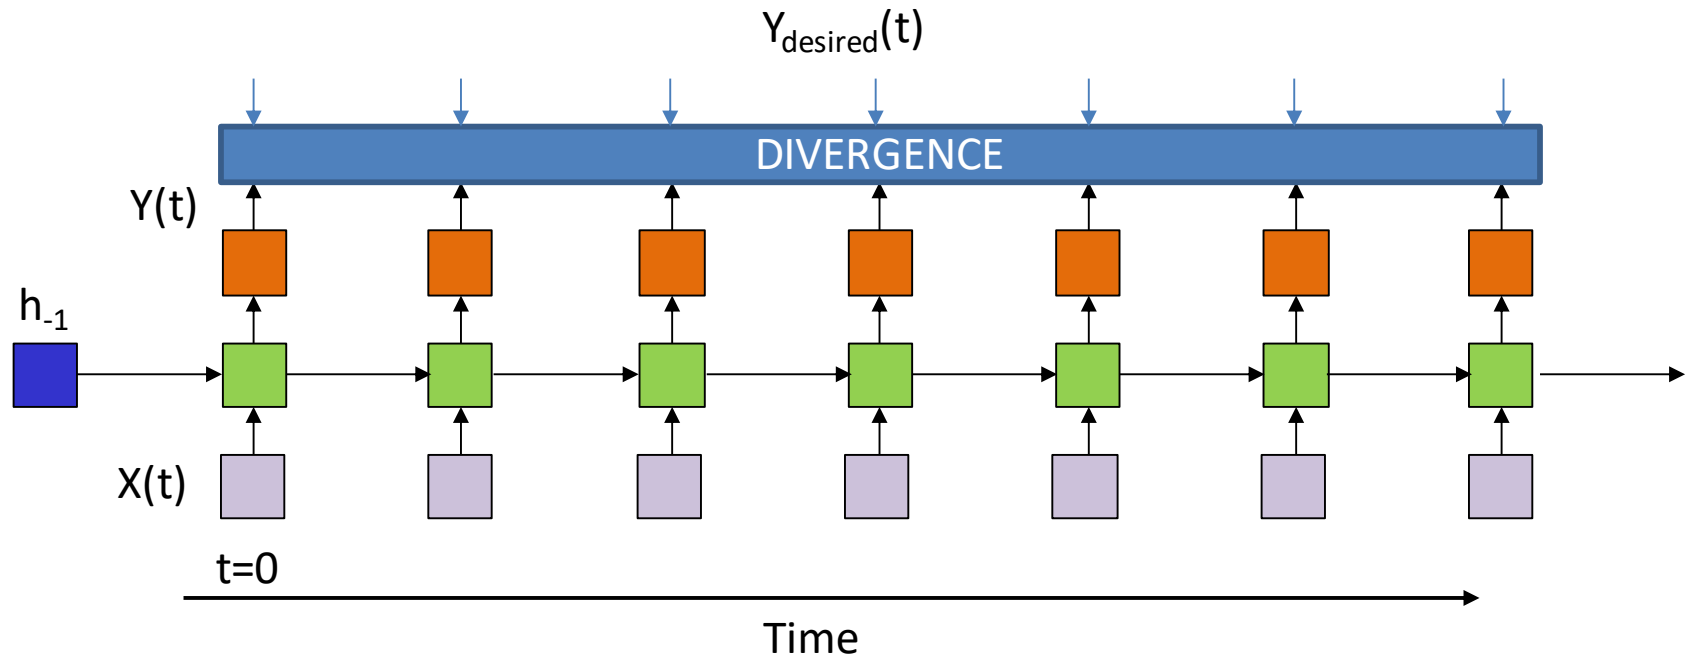 Y_desired(t)
DIVERGENCE
Y(t)
h_-1
X(t)
t=0
Time